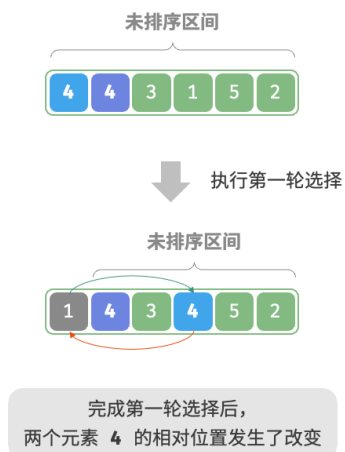 未排序区间
4 4 3 1 5 2
执行第一轮选择
未排序区间
1 4 3 4 5 2
完成第一轮选择后，
两个元素 4 的相对位置发生了改变